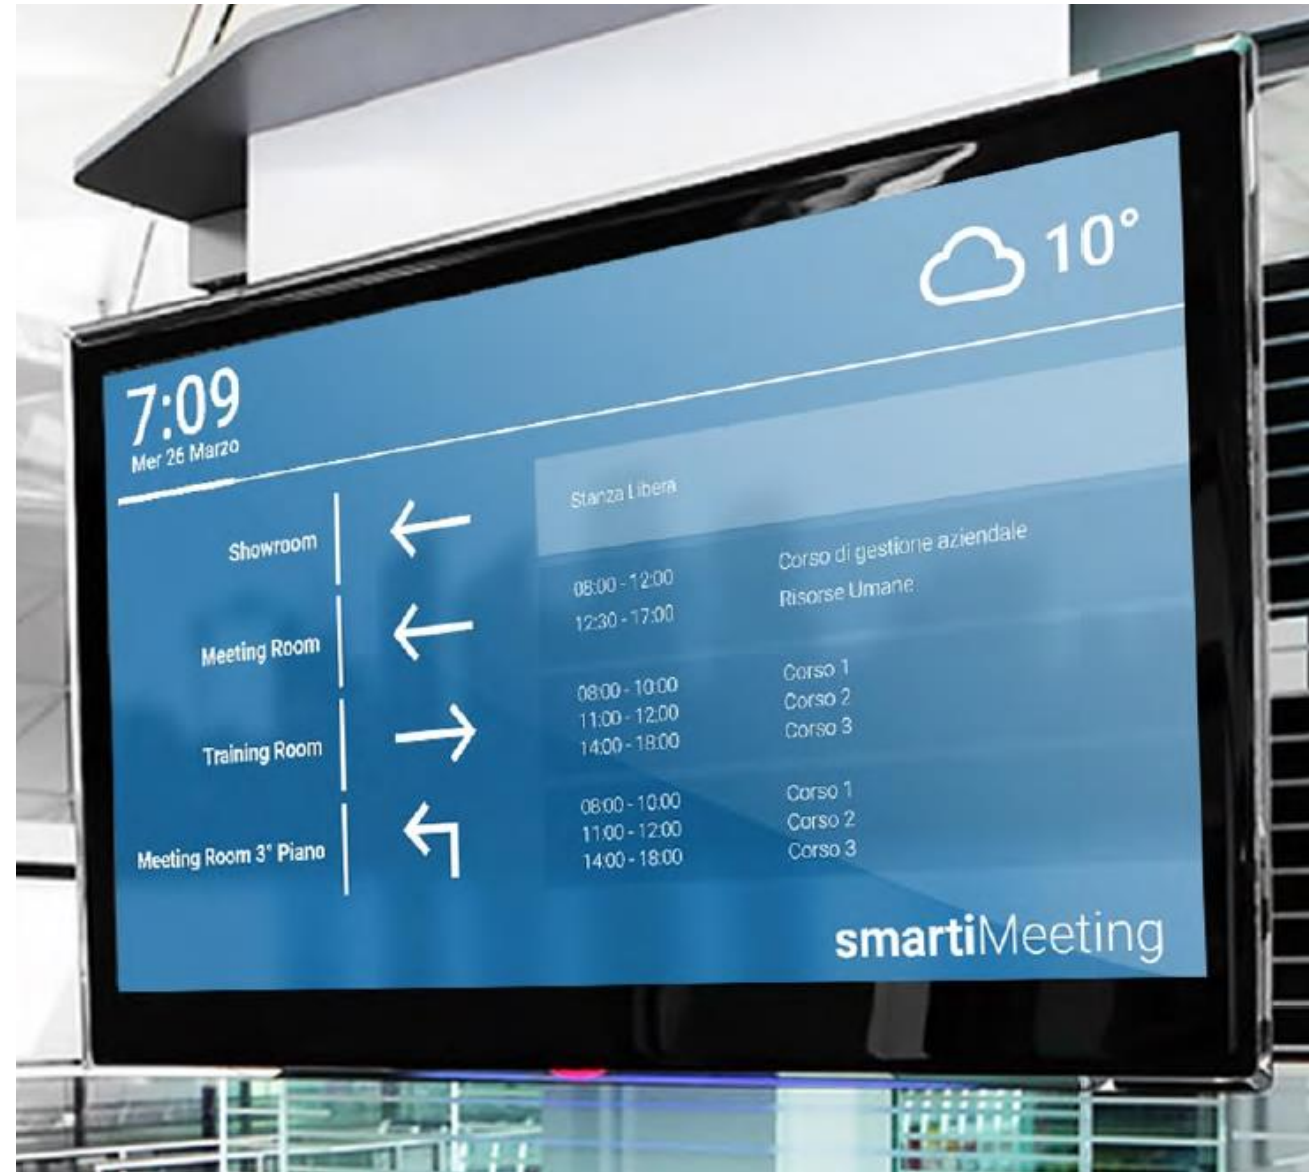 10°
7:09
Mer 26 Marzo
Showroom
Stanza Libera
Meeting Room
08:00 - 12:00 Corso di gestione aziendale
12:30 - 17:00 Risorse Umane
Training Room
08:00 - 10:00 Corso 1
11:00 - 12:00 Corso 2
14:00 - 18:00 Corso 3
Meeting Room 3° Piano
08:00 - 10:00 Corso 1
11:00 - 12:00 Corso 2
14:00 - 18:00 Corso 3
smartiMeeting